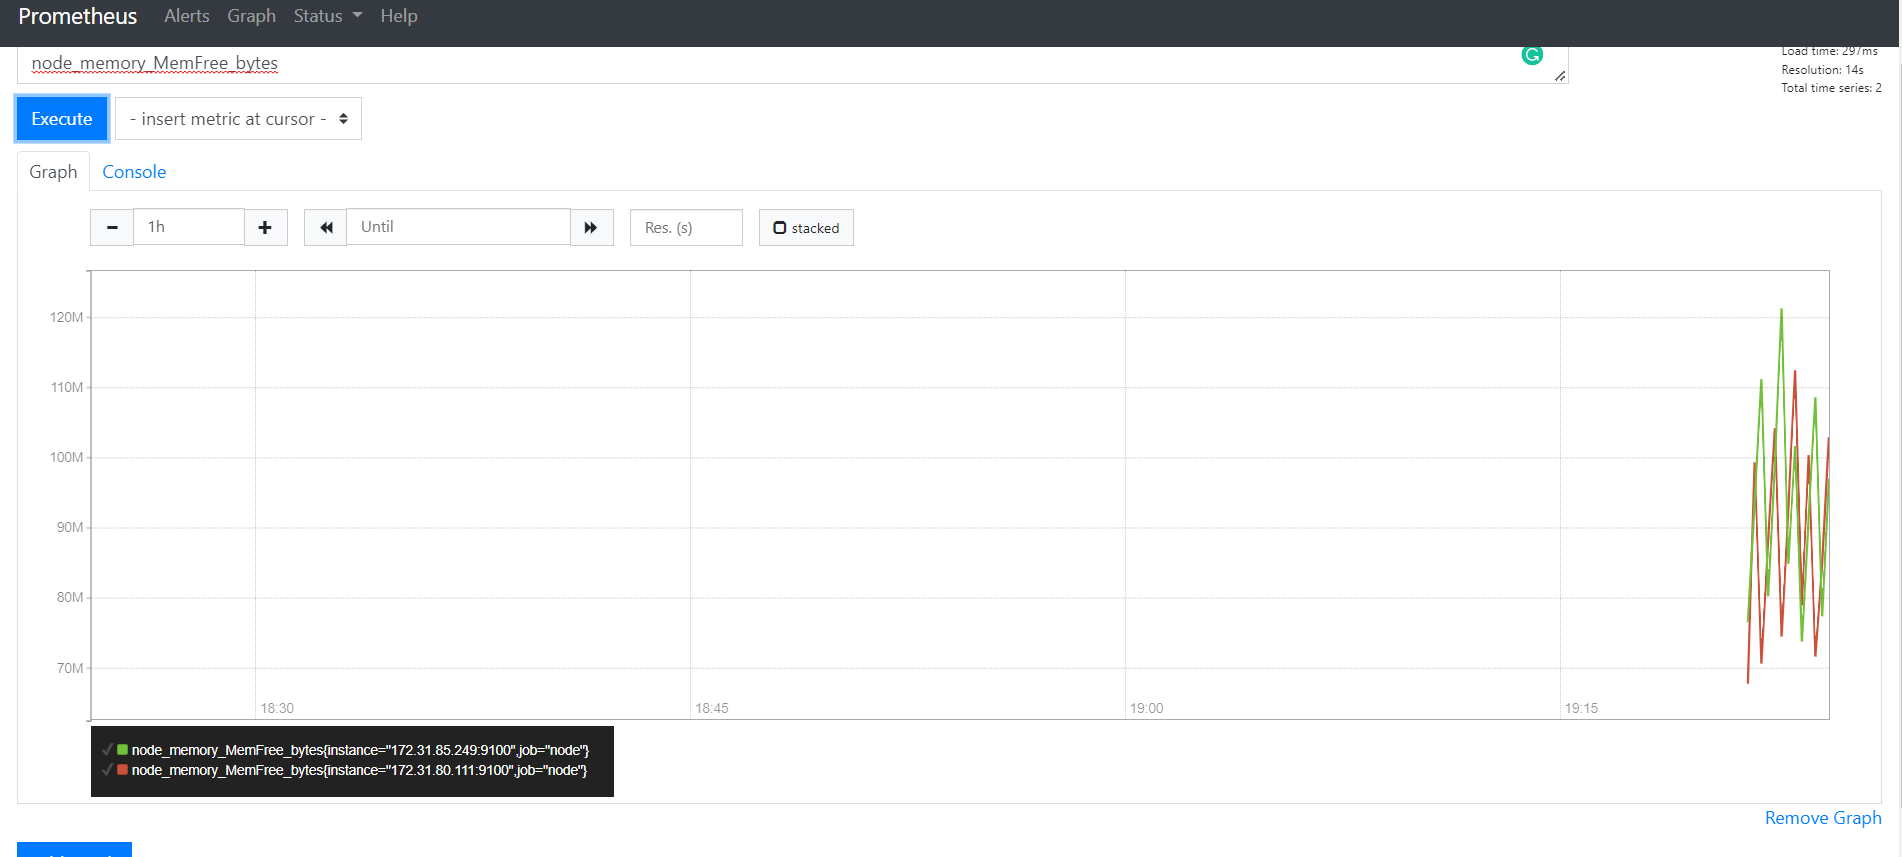 Prometheus Alerts Graph Status Help
node_memory_MemFree_bytes
Load time: 297ms
Resolution: 14s
Total time series: 2
Execute - insert metric at cursor -
Graph Console
1h Until Res. (s) stacked
120M
110M
100M
90M
80M
70M
18:30 18:45 19:00 19:15
node_memory_MemFree_bytes{instance="172.31.85.249:9100",job="node"}
node_memory_MemFree_bytes{instance="172.31.80.111:9100",job="node"}
Remove Graph